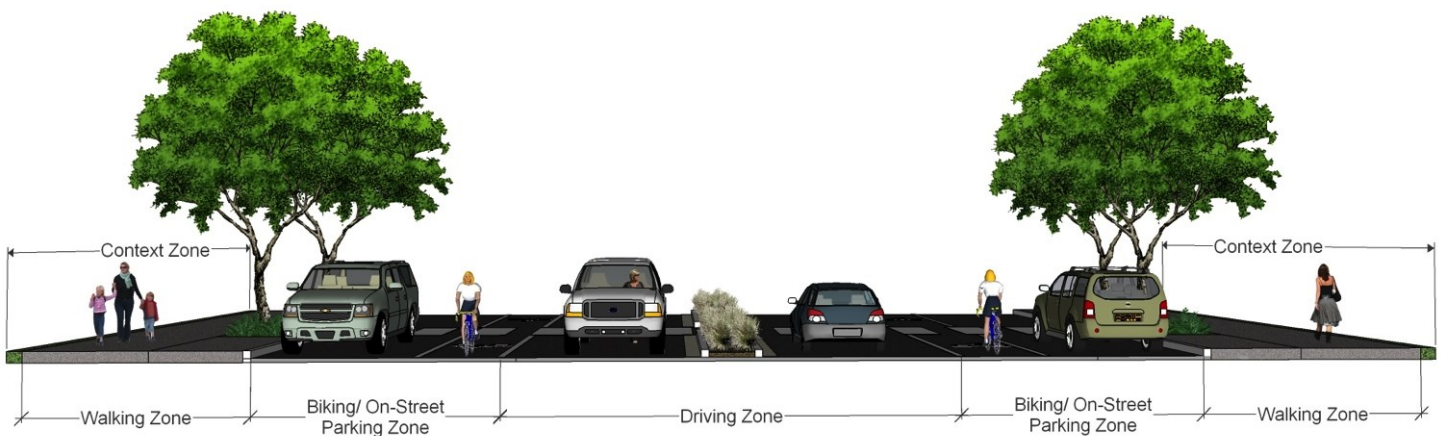 Context Zone
Context Zone
Walking Zone
Biking/ On-Street
Parking Zone
Driving Zone
Biking/ On-Street
Parking Zone
Walking Zone